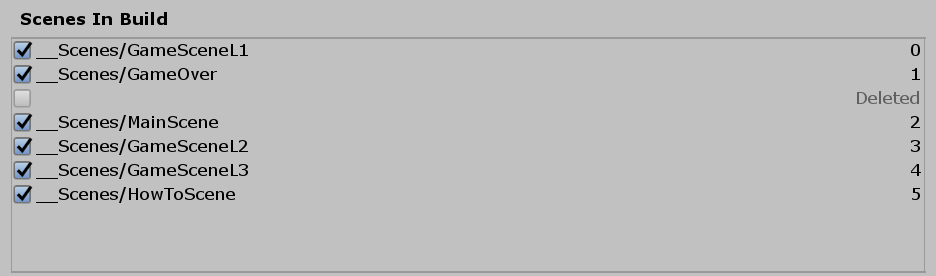 Scenes In Build
__Scenes/GameSceneL1 0
__Scenes/GameOver 1
Deleted
__Scenes/MainScene 2
__Scenes/GameSceneL2 3
__Scenes/GameSceneL3 4
__Scenes/HowToScene 5